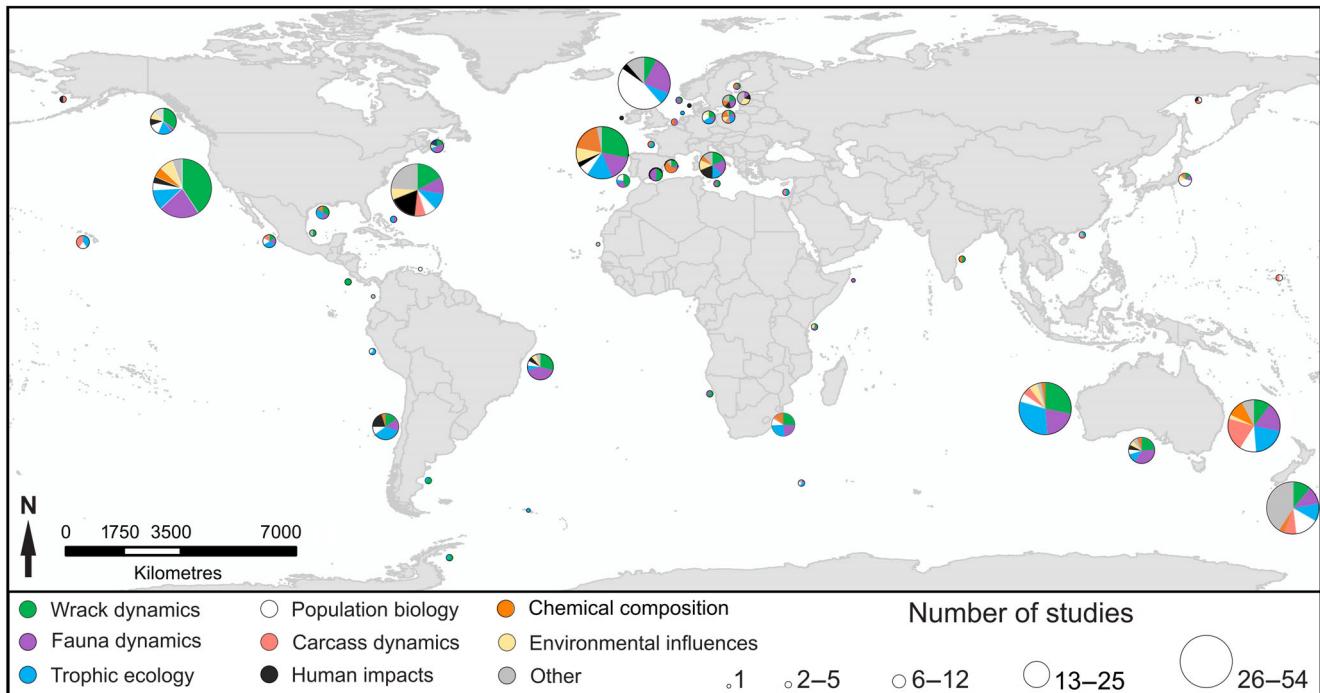 N
0 1750 3500 7000
Kilometres
Wrack dynamics Population biology Chemical composition Number of studies
Fauna dynamics Carcass dynamics Environmental influences
Trophic ecology Human impacts Other 1 2–5 6–12 13–25 26–54